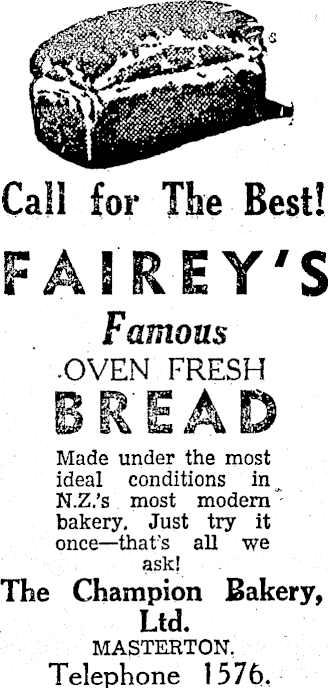 Call for The Best!
FAIREY'S
Famous
OVEN FRESH
BREAD
Made under the most
ideal conditions in
N.Z.'s most modern
bakery. Just try it
once—that's all we
ask!
The Champion Bakery,
Ltd.
MASTERTON.
Telephone 1576.